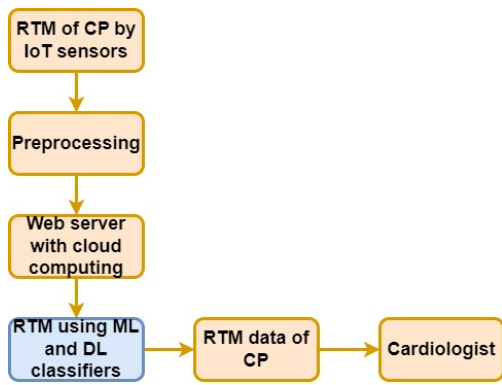 RTM of CP by
IoT sensors
Preprocessing
Web server
with cloud
computing
RTM using ML
and DL
classifiers
RTM data of
CP
Cardiologist